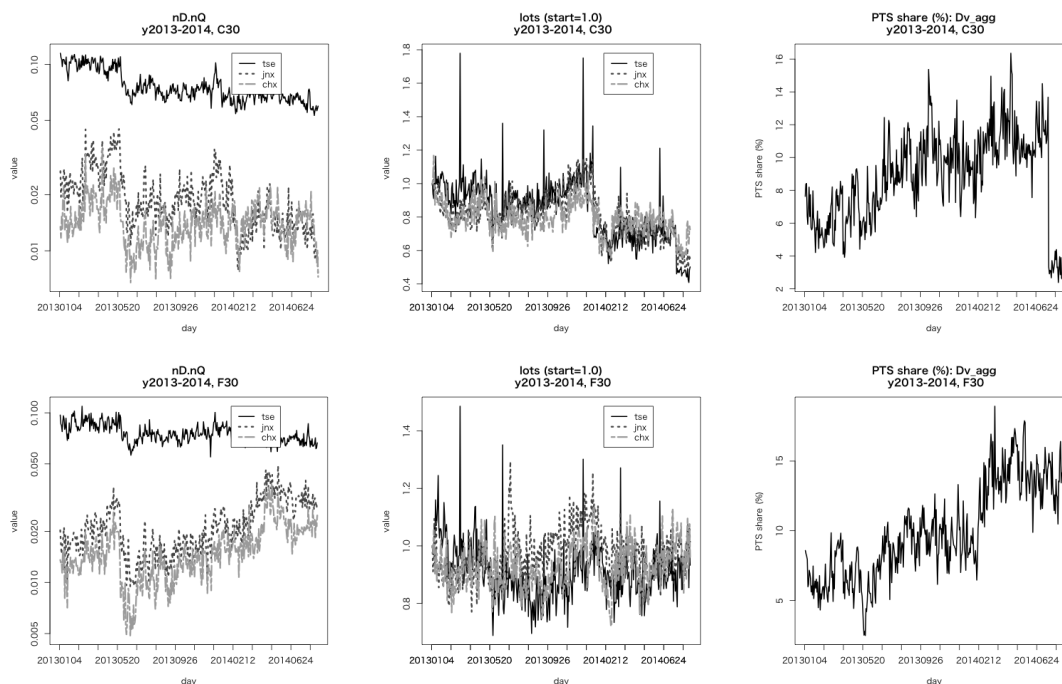 nD.nQ
y2013-2014, C30
tse
jnx
chx
value
0.10
0.05
0.02
0.01
20130104 20130520 20130926 20140212 20140624
day
lots (start=1.0)
y2013-2014, C30
tse
jnx
chx
value
1.8
1.6
1.4
1.2
1.0
0.8
0.6
0.4
20130104 20130520 20130926 20140212 20140624
day
PTS share (%): Dv_agg
y2013-2014, C30
PTS share (%)
16
14
12
10
8
6
4
2
20130104 20130520 20130926 20140212 20140624
day
nD.nQ
y2013-2014, F30
tse
jnx
chx
value
0.100
0.050
0.020
0.010
0.005
20130104 20130520 20130926 20140212 20140624
day
lots (start=1.0)
y2013-2014, F30
tse
jnx
chx
value
1.4
1.2
1.0
0.8
20130104 20130520 20130926 20140212 20140624
day
PTS share (%): Dv_agg
y2013-2014, F30
PTS share (%)
15
10
5
20130104 20130520 20130926 20140212 20140624
day